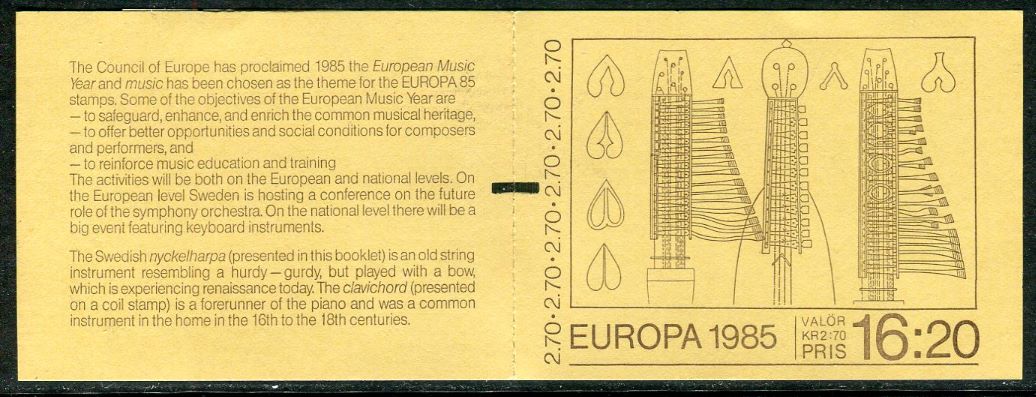 The Council of Europe has proclaimed 1985 the European Music
Year and music has been chosen as the theme for the EUROPA 85
stamps. Some of the objectives of the European Music Year are
— to safeguard, enhance, and enrich the common musical heritage,
— to offer better opportunities and social conditions for composers
and performers, and
— to reinforce music education and training
The activities will be both on the European and national levels. On
the European level Sweden is hosting a conference on the future
role of the symphony orchestra. On the national level there will be a
big event featuring keyboard instruments.
The Swedish nyckelharpa (presented in this booklet) is an old string
instrument resembling a hurdy—gurdy, but played with a bow,
which is experiencing renaissance today. The clavichord (presented
on a coil stamp) is a forerunner of the piano and was a common
instrument in the home in the 16th to the 18th centuries.
2.70·2.70·2.70·2.70·2.70·2.70
EUROPA 1985
VALÖR
KR 2:70
PRIS
16:20